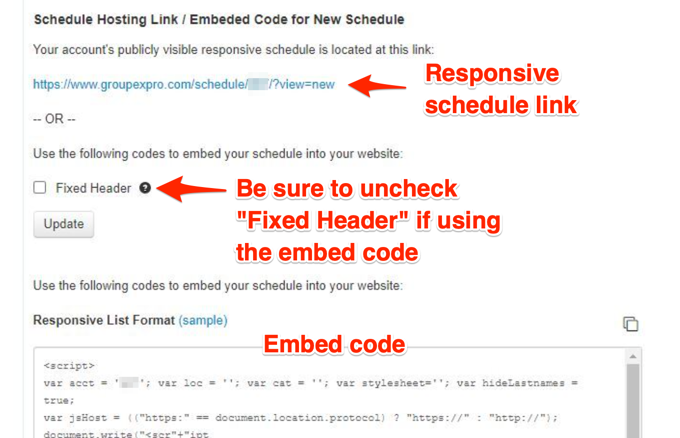 Schedule Hosting Link / Embeded Code for New Schedule
Your account's publicly visible responsive schedule is located at this link:
https://www.groupexpro.com/schedule/ /?view=new
Responsive
schedule link
-- OR --
Use the following codes to embed your schedule into your website:
Fixed Header ?
Be sure to uncheck
"Fixed Header" if using
the embed code
Update
Use the following codes to embed your schedule into your website:
Responsive List Format (sample)
Embed code
<script>
var acct = ' '; var loc = ''; var cat = ''; var stylesheet=''; var hideLastnames =
true;
var jsHost = (("https:" == document.location.protocol) ? "https://" : "http://");
document.write("<scr"+"ipt